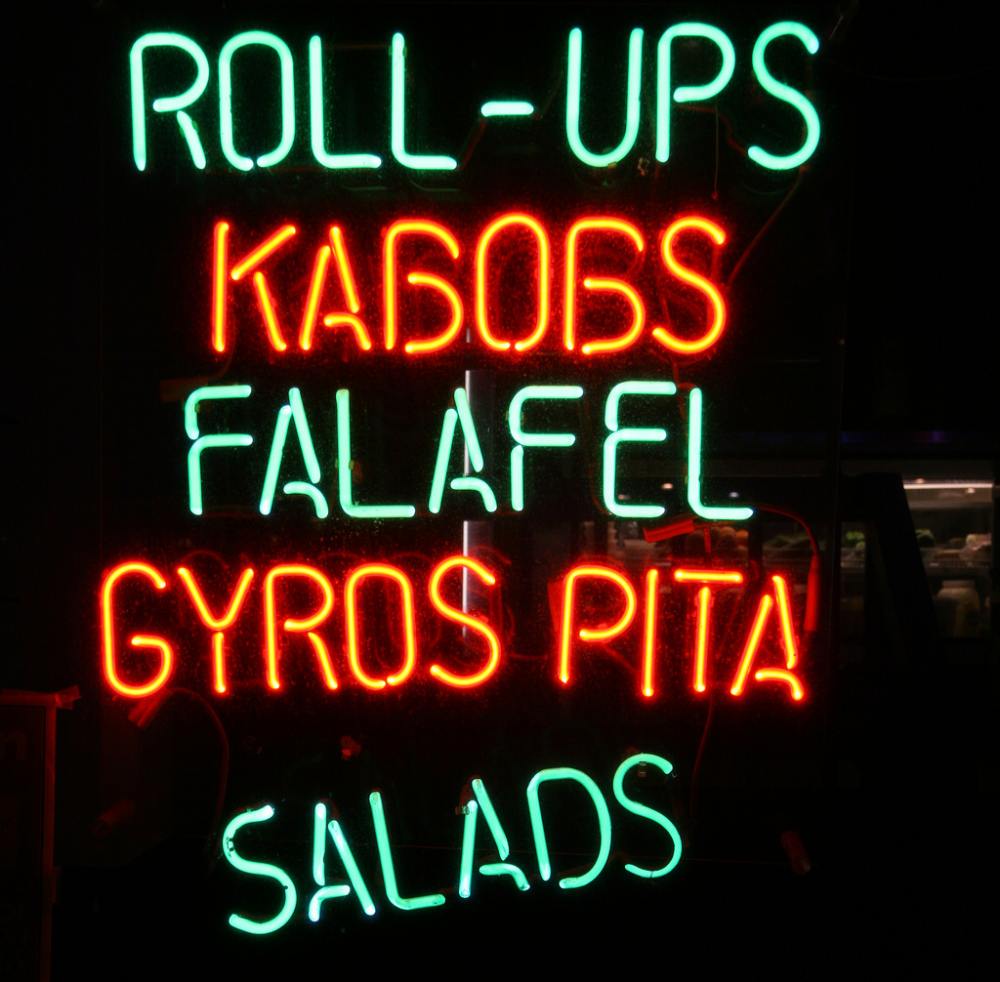 ROLL-UPS
KABOBS
FALAFEL
GYROS PITA
SALADS